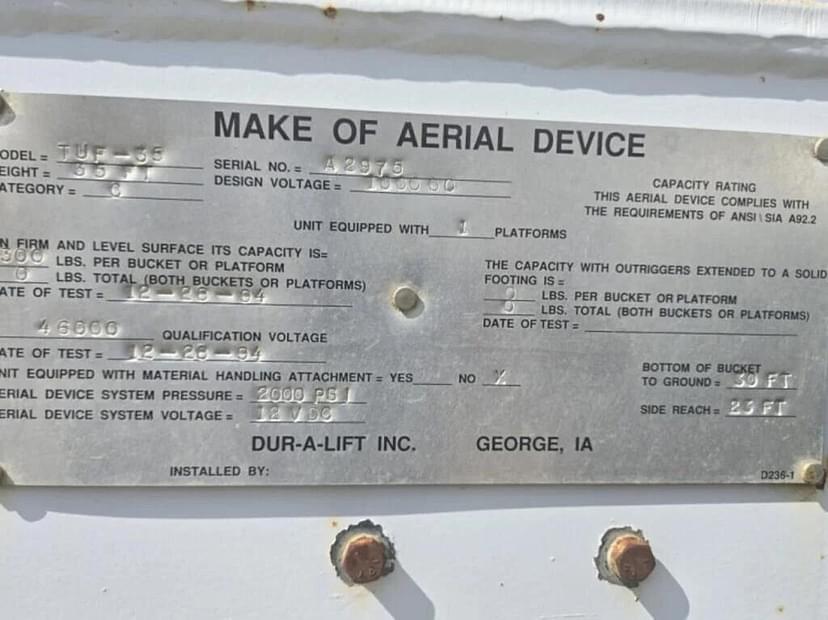 MAKE OF AERIAL DEVICE
ODEL = TUF-35
EIGHT = 35 FT
ATEGORY = C
SERIAL NO. = A2975
DESIGN VOLTAGE =
CAPACITY RATING
THIS AERIAL DEVICE COMPLIES WITH
THE REQUIREMENTS OF ANSI \ SIA A92.2
UNIT EQUIPPED WITH 1 PLATFORMS
N FIRM AND LEVEL SURFACE ITS CAPACITY IS=
300 LBS. PER BUCKET OR PLATFORM
0 LBS. TOTAL (BOTH BUCKETS OR PLATFORMS)
ATE OF TEST = 12-26-94
46000 QUALIFICATION VOLTAGE
ATE OF TEST = 12-26-94
THE CAPACITY WITH OUTRIGGERS EXTENDED TO A SOLID
FOOTING IS =
0 LBS. PER BUCKET OR PLATFORM
0 LBS. TOTAL (BOTH BUCKETS OR PLATFORMS)
DATE OF TEST =
NIT EQUIPPED WITH MATERIAL HANDLING ATTACHMENT = YES NO X
ERIAL DEVICE SYSTEM PRESSURE = 2000 PSI
ERIAL DEVICE SYSTEM VOLTAGE = 12 VDC
BOTTOM OF BUCKET
TO GROUND = 30 FT
SIDE REACH = 23 FT
DUR-A-LIFT INC. GEORGE, IA
INSTALLED BY:
D236-1